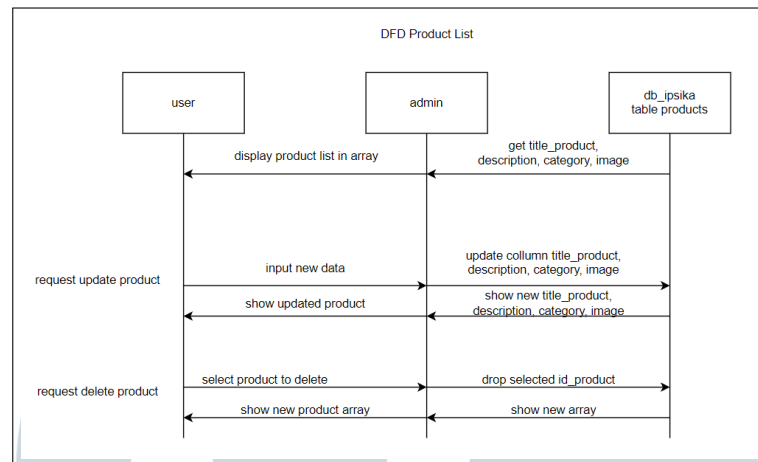 DFD Product List
user
admin
db_ipsika
table products
display product list in array
get title_product,
description, category, image
request update product
input new data
update collumn title_product,
description, category, image
show updated product
show new title_product,
description, category, image
request delete product
select product to delete
drop selected id_product
show new product array
show new array